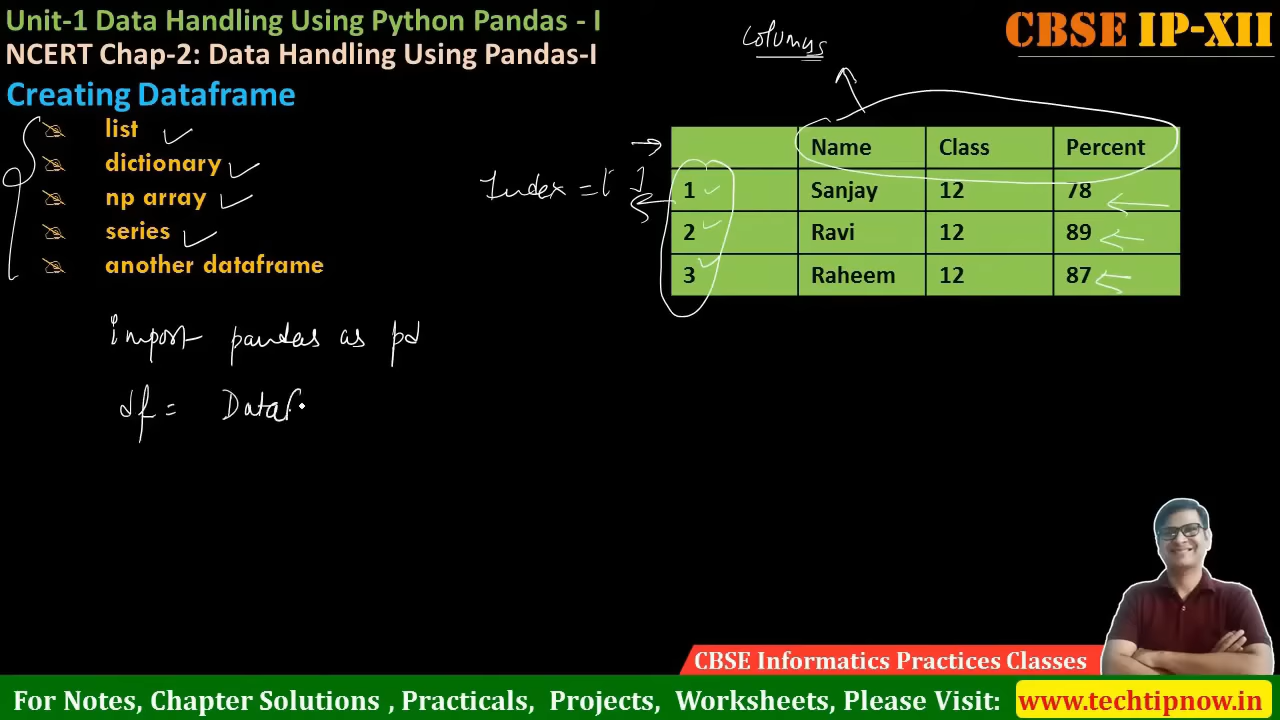 Unit-1 Data Handling Using Python Pandas - I
NCERT Chap-2: Data Handling Using Pandas-I
Creating Dataframe
list
dictionary
np array
series
another dataframe
import pandas as pd
df = Dataf
columns
CBSE IP-XII
Index =
Name Class Percent
1 Sanjay 12 78
2 Ravi 12 89
3 Raheem 12 87
CBSE Informatics Practices Classes
For Notes, Chapter Solutions , Practicals, Projects, Worksheets, Please Visit: www.techtipnow.in